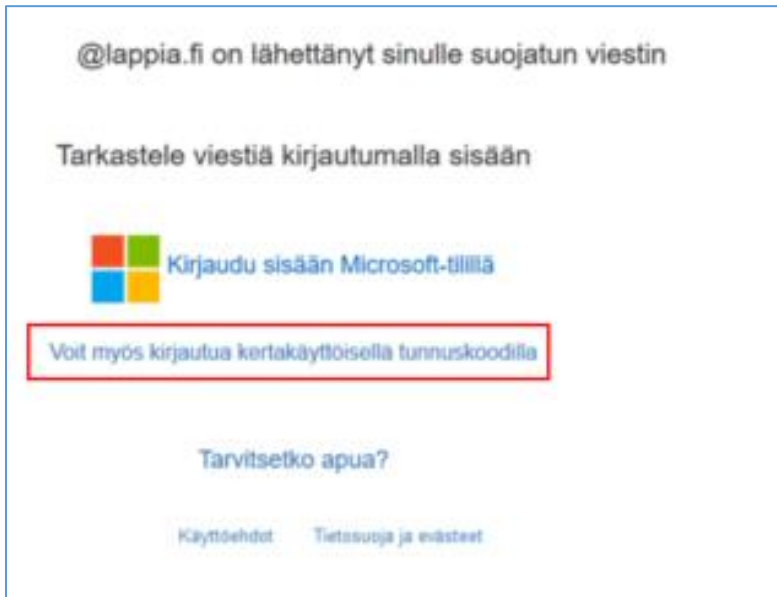 @lappia.fi on lähettänyt sinulle suojatun viestin
Tarkastele viestiä kirjautumalla sisään
Kirjaudu sisään Microsoft-tilillä
Voit myös kirjautua kertakäyttöisellä tunnuskoodilla
Tarvitsetko apua?
Käyttöehdot Tietosuoja ja evästeet